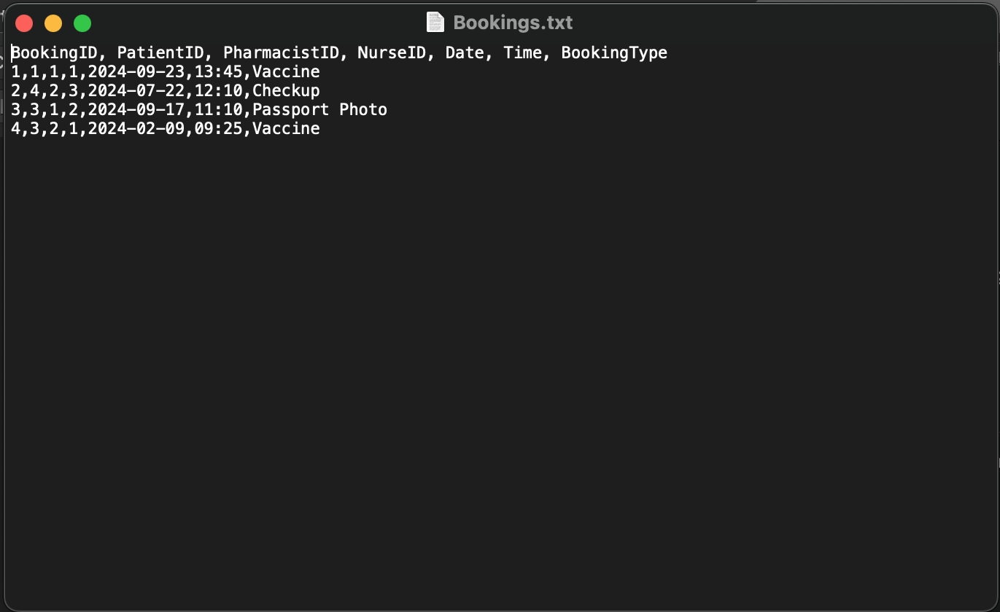 Bookings.txt
BookingID, PatientID, PharmacistID, NurseID, Date, Time, BookingType
1,1,1,1,2024-09-23,13:45,Vaccine
2,4,2,3,2024-07-22,12:10,Checkup
3,3,1,2,2024-09-17,11:10,Passport Photo
4,3,2,1,2024-02-09,09:25,Vaccine